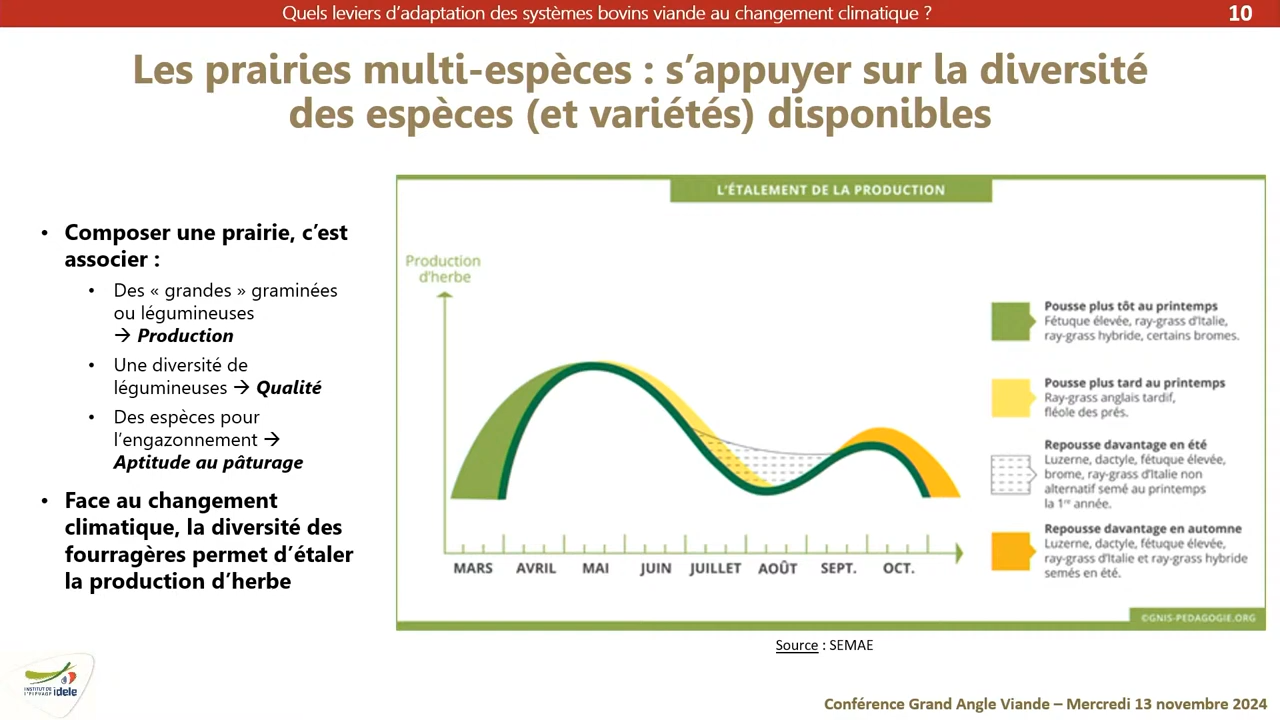 Quels leviers d’adaptation des systèmes bovins viande au changement climatique ?
10
Les prairies multi-espèces : s’appuyer sur la diversité
des espèces (et variétés) disponibles
• Composer une prairie, c’est
associer :
• Des « grandes » graminées
ou légumineuses
→ Production
• Une diversité de
légumineuses → Qualité
• Des espèces pour
l’engazonnement →
Aptitude au pâturage
• Face au changement
climatique, la diversité des
fourragères permet d’étaler
la production d’herbe
L’ÉTALEMENT DE LA PRODUCTION
Production
d’herbe
MARS AVRIL MAI JUIN JUILLET AOÛT SEPT. OCT.
Pousse plus tôt au printemps
Fétuque élevée, ray-grass d’Italie,
ray-grass hybride, certains bromes.
Pousse plus tard au printemps
Ray-grass anglais tardif,
fléole des prés.
Repousse davantage en été
Luzerne, dactyle, fétuque élevée,
brome, ray-grass d’Italie non
alternatif semé au printemps
la 1re année.
Repousse davantage en automne
Luzerne, dactyle, fétuque élevée,
ray-grass d’Italie et ray-grass hybride
semés en été.
©GNIS-PEDAGOGIE.ORG
Source : SEMAE
INSTITUT DE
L’ELEVAGE idele
Conférence Grand Angle Viande – Mercredi 13 novembre 2024